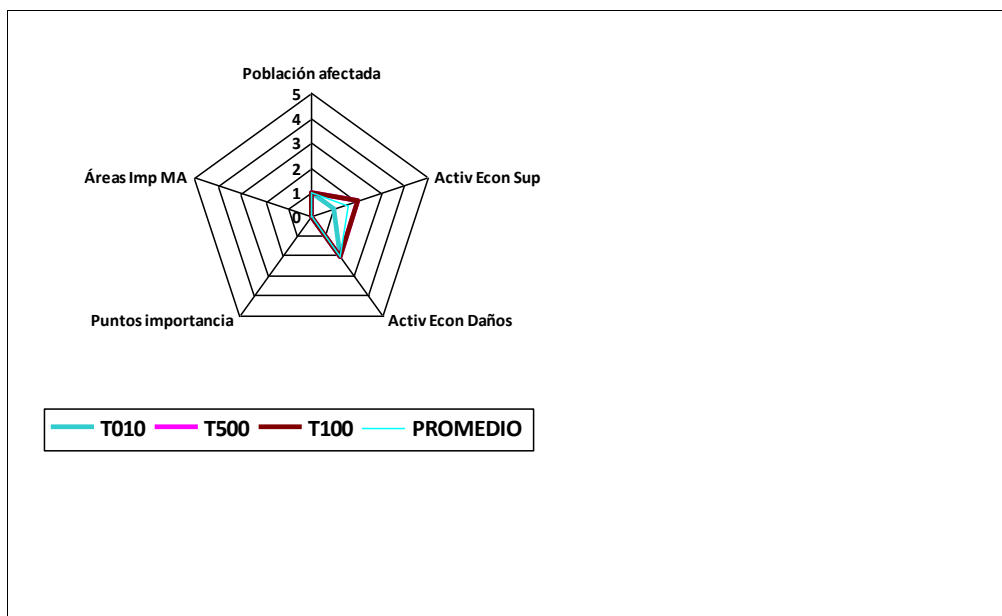 Población afectada
5
4
3
2
1
0
Áreas Imp MA
Activ Econ Sup
Puntos importancia
Activ Econ Daños
T010 T500 T100 PROMEDIO